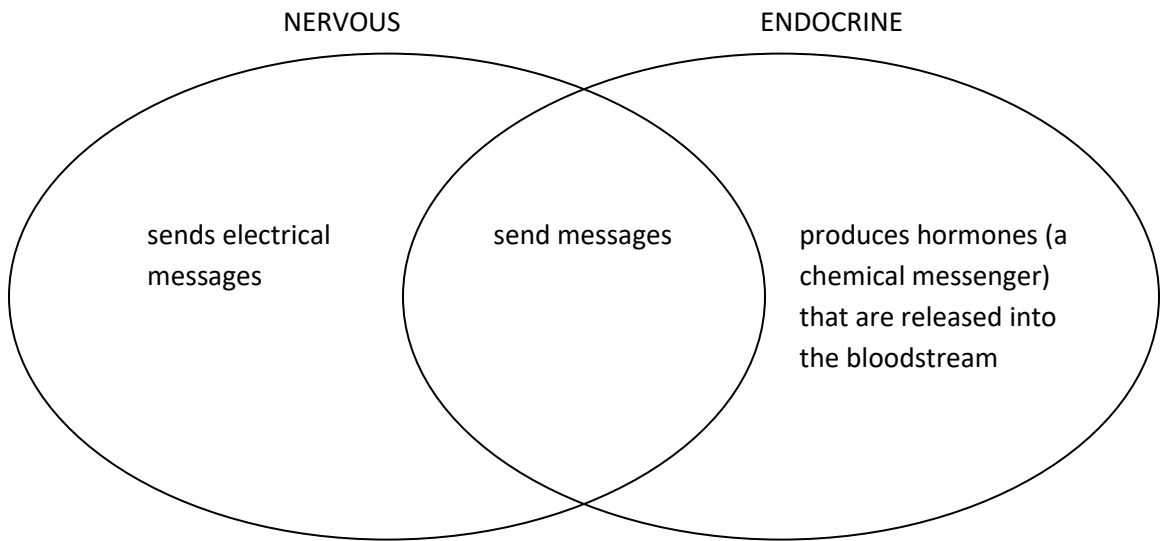 NERVOUS
ENDOCRINE
sends electrical
messages
send messages
produces hormones (a
chemical messenger)
that are released into
the bloodstream